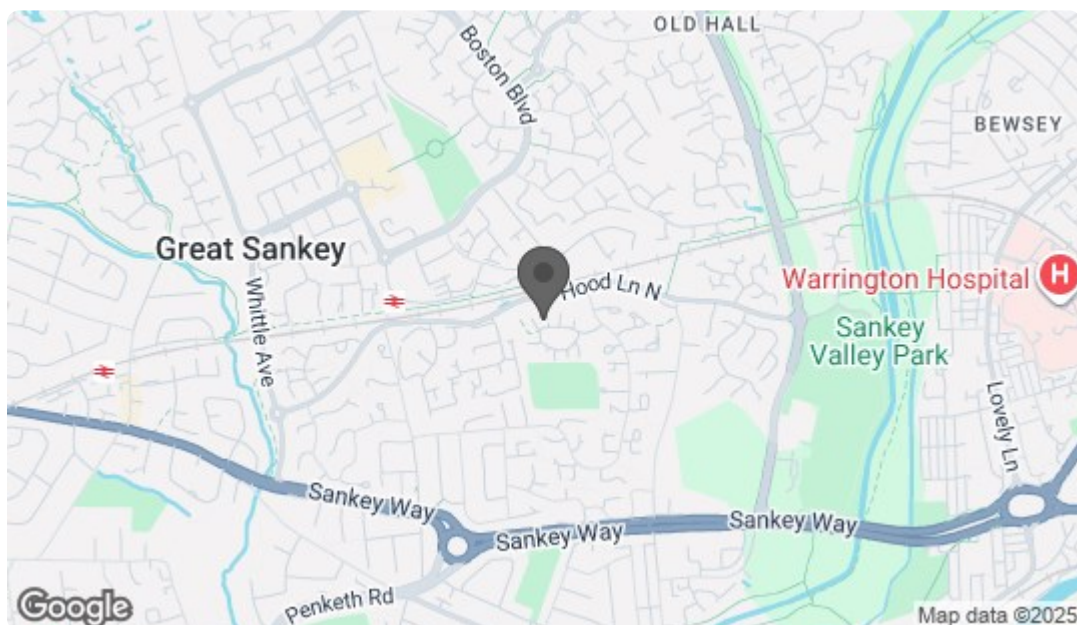 OLD HALL
Boston Blvd
BEWSEY
Great Sankey
Hood Ln N
Warrington Hospital
H
Whittle Ave
Sankey
Valley Park
Lovely Ln
Sankey Way
Sankey Way
Sankey Way
Penketh Rd
Google
Map data ©2025